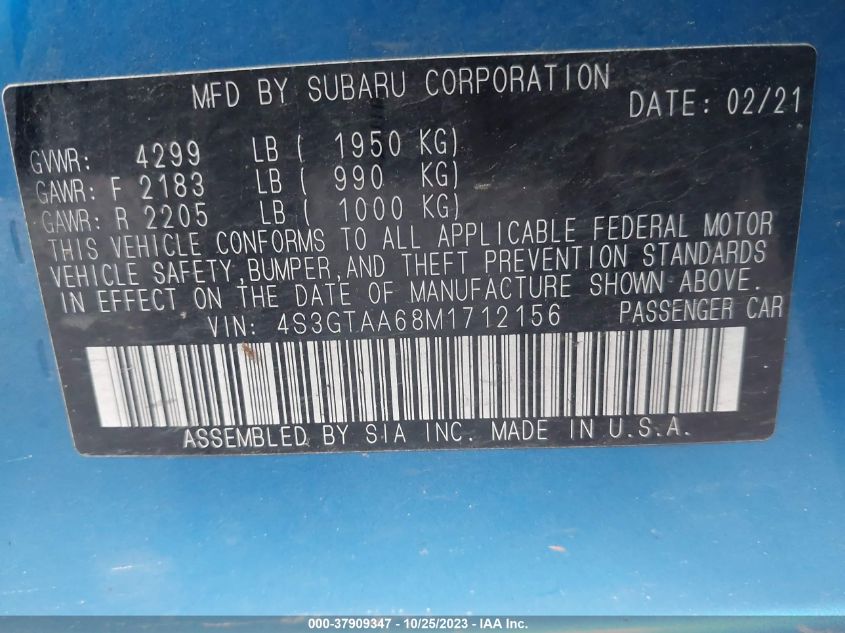 MFD BY SUBARU CORPORATION
DATE: 02/21
GVWR: 4299 LB ( 1950 KG)
GAWR: F 2183 LB ( 990 KG)
GAWR: R 2205 LB ( 1000 KG)
THIS VEHICLE CONFORMS TO ALL APPLICABLE FEDERAL MOTOR
VEHICLE SAFETY,BUMPER,AND THEFT PREVENTION STANDARDS
IN EFFECT ON THE DATE OF MANUFACTURE SHOWN ABOVE.
VIN: 4S3GTAA68M1712156 PASSENGER CAR
ASSEMBLED BY SIA INC. MADE IN U.S.A.
000-37909347 - 10/25/2023 - IAA Inc.